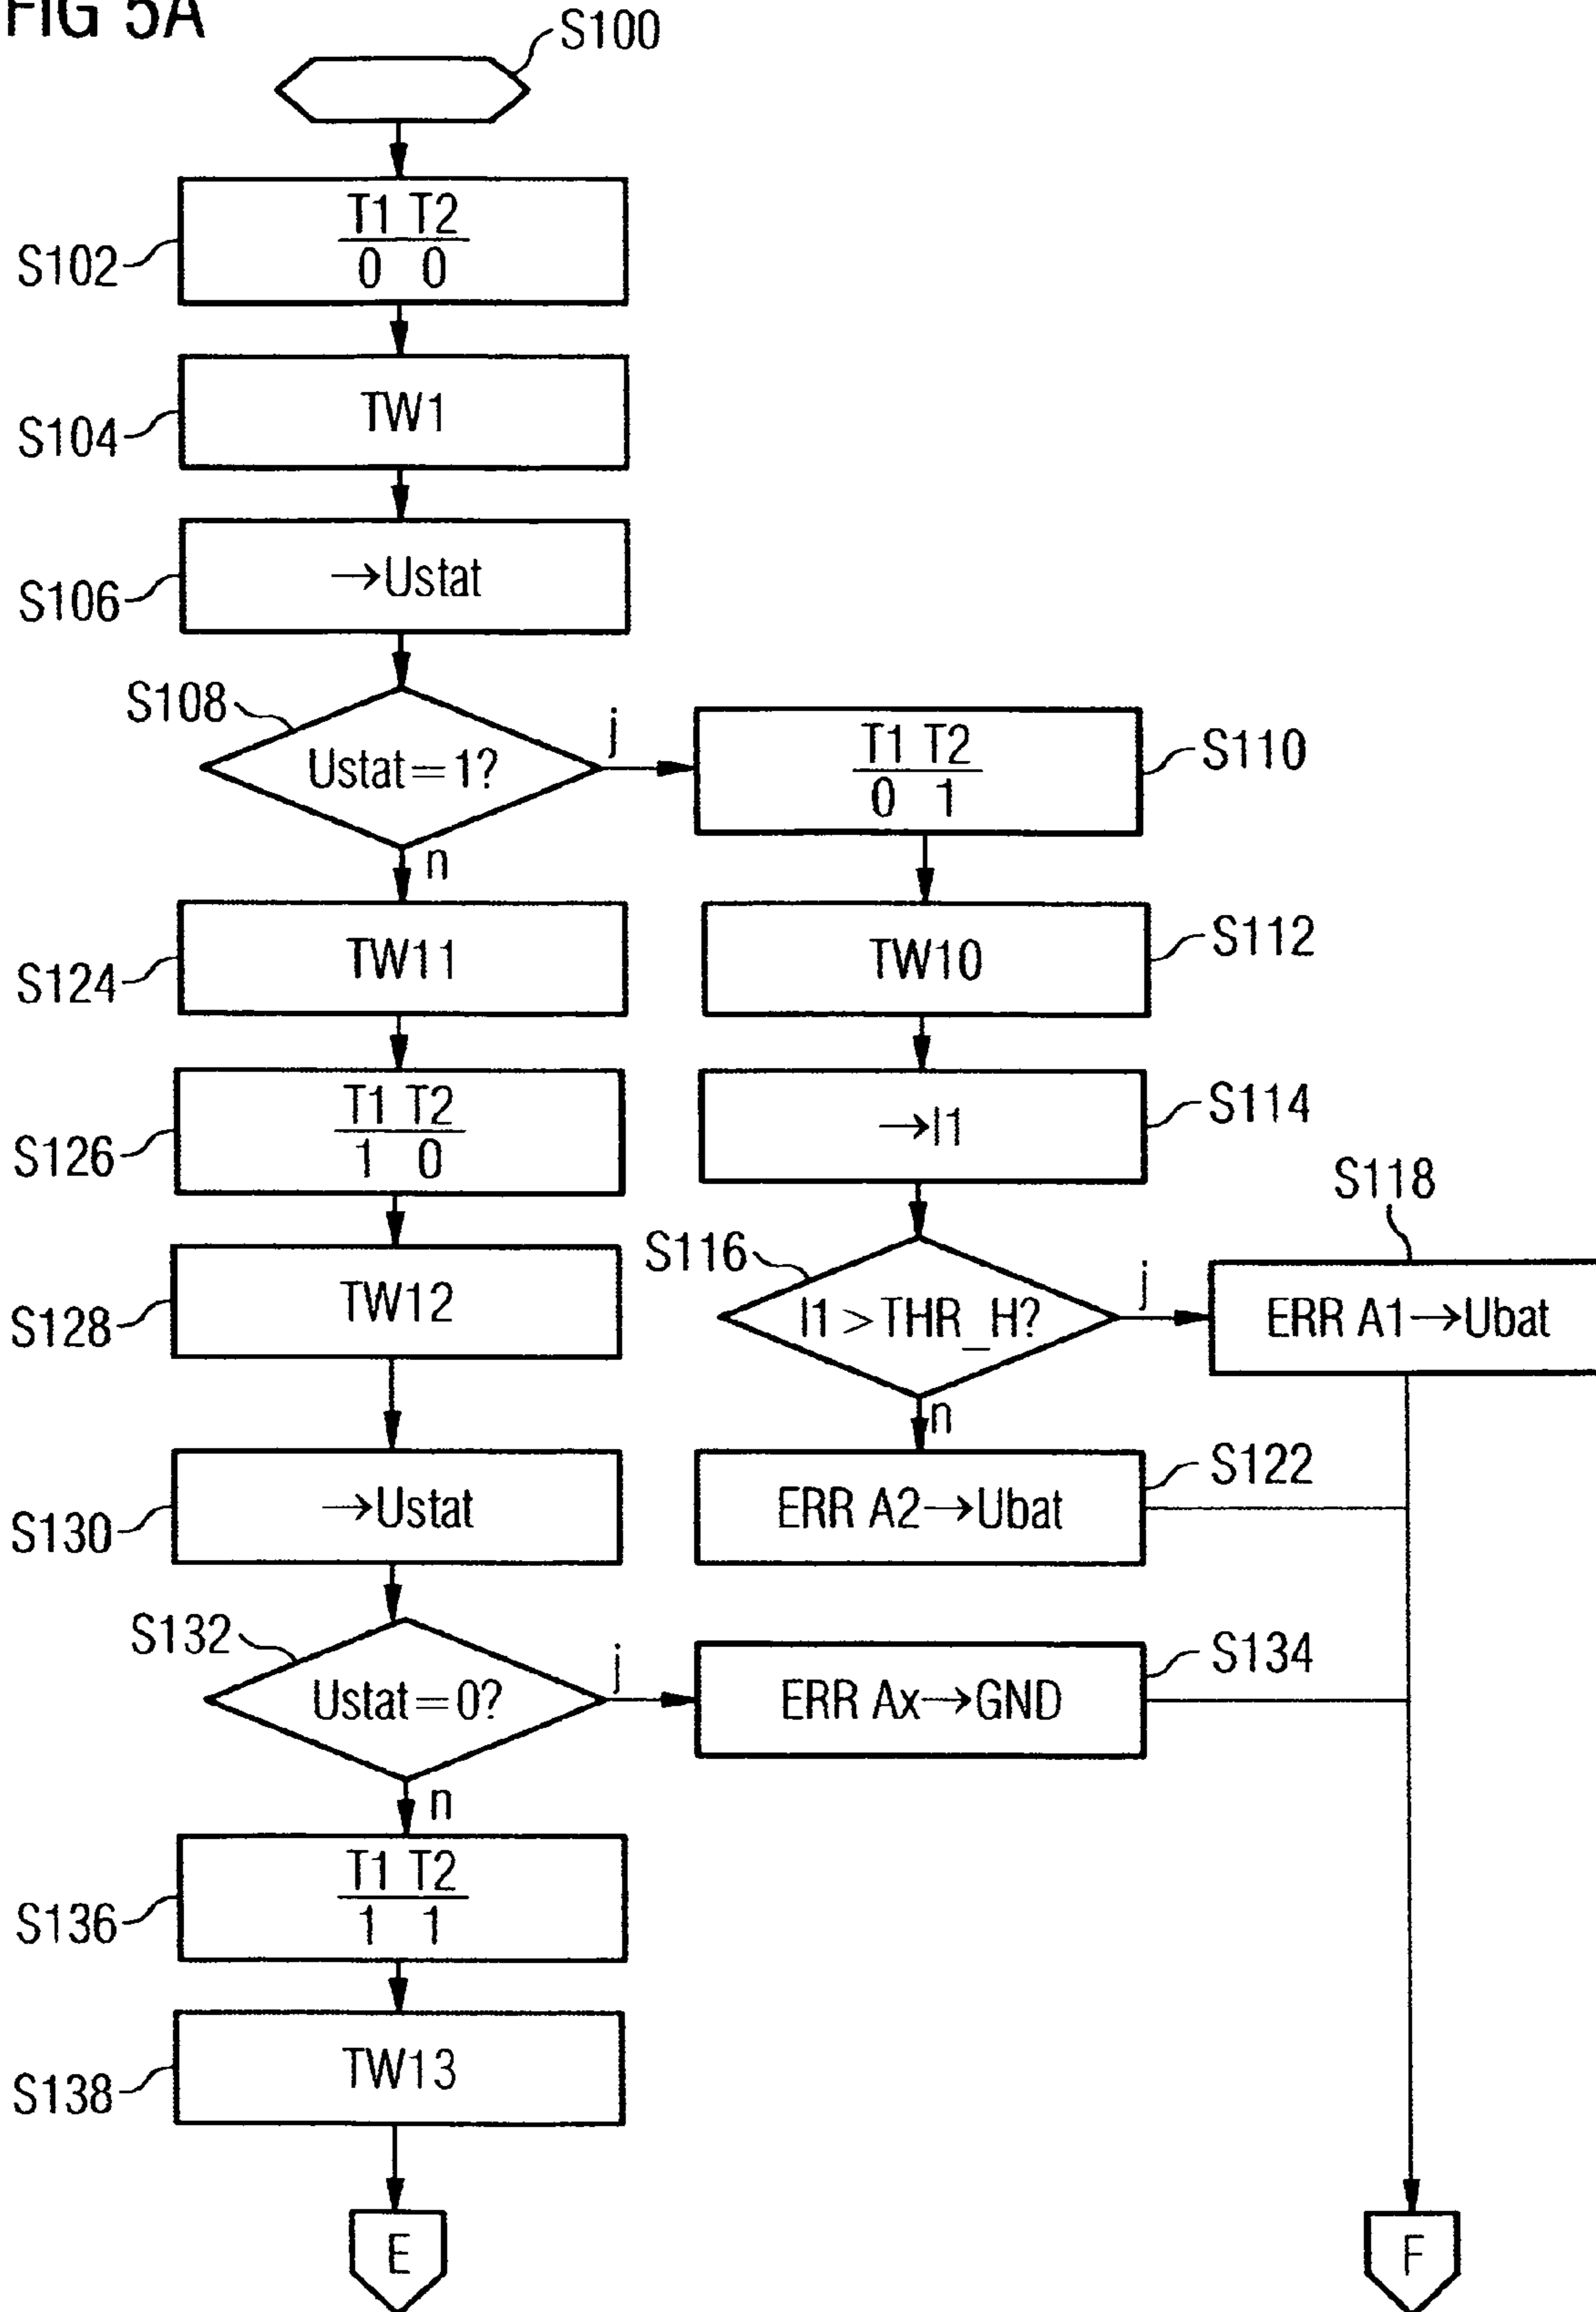 FIG 5A
S100
T1 T2
0 0
S102
TW1
S104
→Ustat
S106
S108
Ustat=1?
j
n
T1 T2
0 1
S110
TW11
S124
TW10
S112
T1 T2
1 0
S126
→I1
S114
TW12
S128
S116
I1 >THR_H?
j
n
S118
ERR A1→Ubat
→Ustat
S130
ERR A2→Ubat
S122
S132
Ustat=0?
j
n
ERR Ax→GND
S134
T1 T2
1 1
S136
TW13
S138
E
F